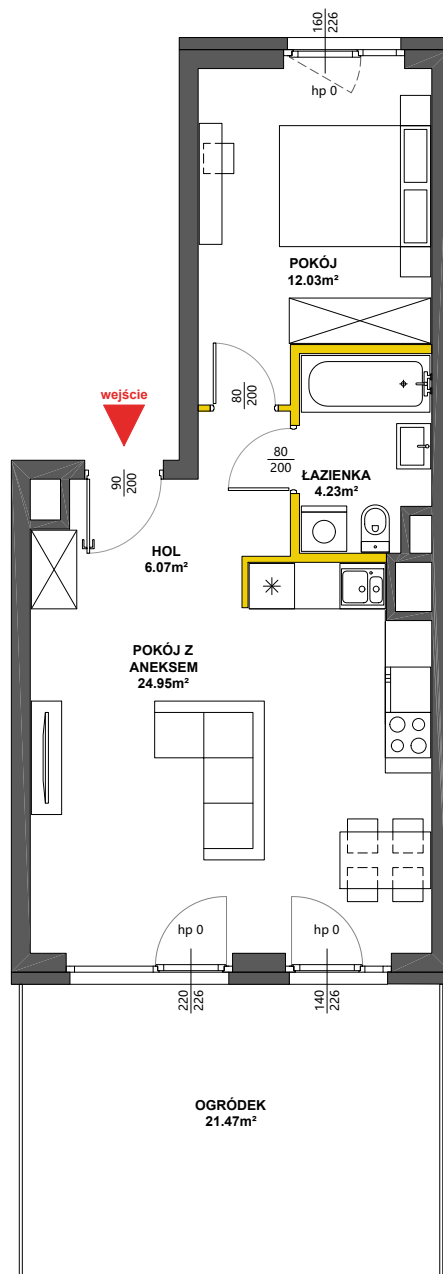 160
226
hp 0
POKÓJ
12.03m²
wejście
80
200
80
200
ŁAZIENKA
4.23m²
90
200
HOL
6.07m²
POKÓJ Z
ANEKSEM
24.95m²
hp 0
hp 0
220
226
140
226
OGRÓDEK
21.47m²